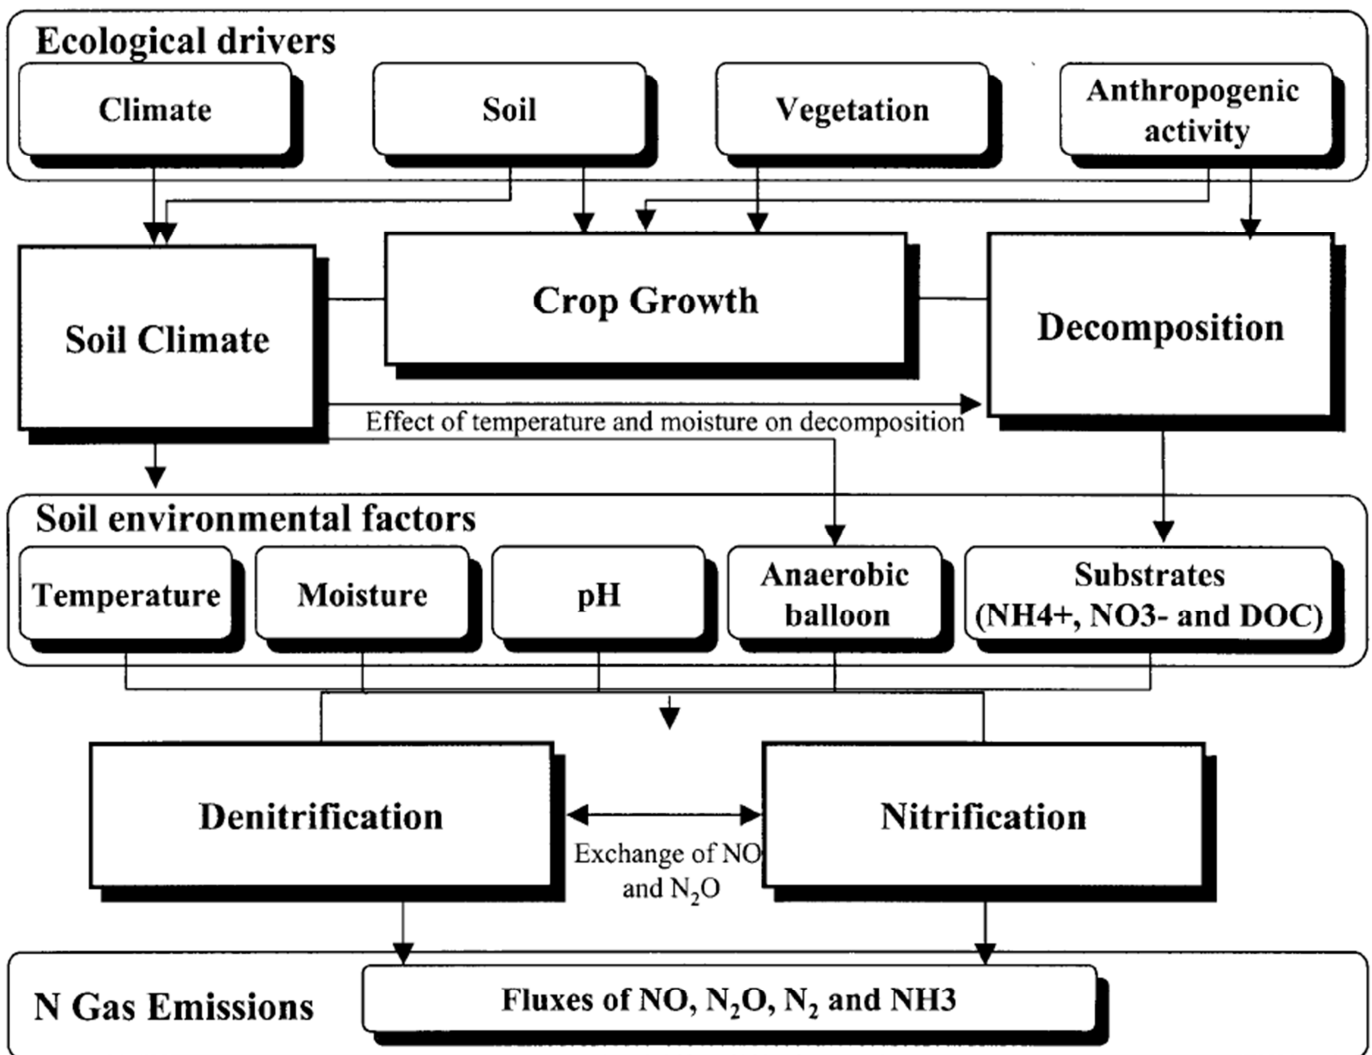 Ecological drivers
Climate
Soil
Vegetation
Anthropogenic
activity
Soil Climate
Crop Growth
Decomposition
Effect of temperature and moisture on decomposition
Soil environmental factors
Temperature
Moisture
pH
Anaerobic
balloon
Substrates
(NH4+, NO3- and DOC)
Denitrification
Nitrification
Exchange of NO
and N₂O
N Gas Emissions
Fluxes of NO, N₂O, N₂ and NH3